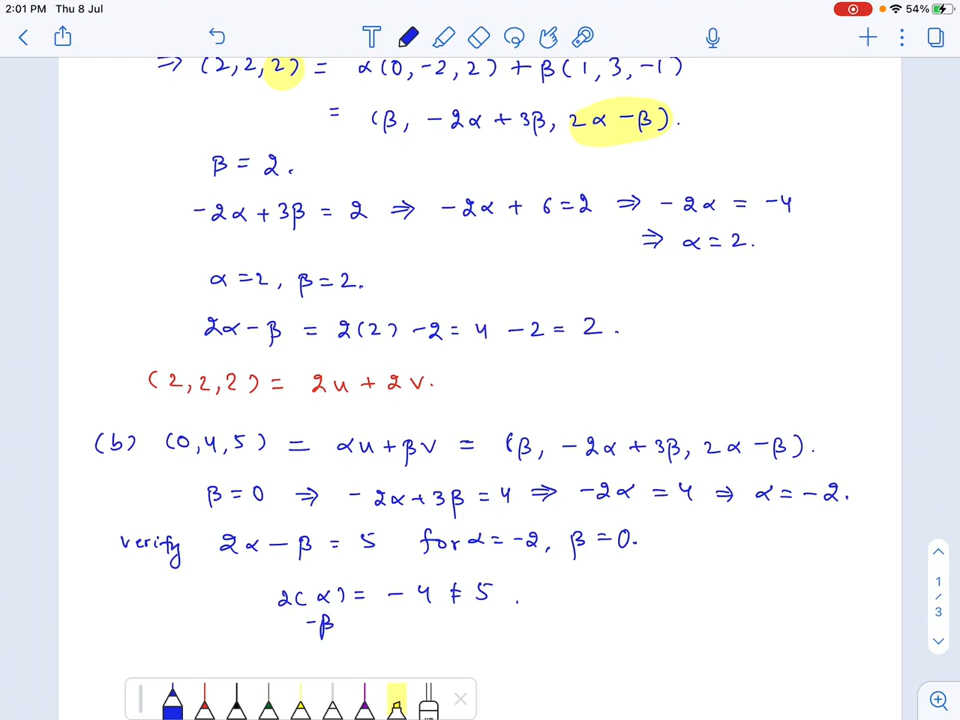 2:01 PM Thu 8 Jul 54%
⇒ (2, 2, 2) = α(0, -2, 2) + β(1, 3, -1)
= (β, -2α + 3β, 2α - β).
β = 2.
-2α + 3β = 2 ⇒ -2α + 6 = 2 ⇒ -2α = -4
⇒ α = 2.
α = 2, β = 2.
2α - β = 2(2) - 2 = 4 - 2 = 2.
(2, 2, 2) = 2u + 2v.
(b) (0, 4, 5) = αu + βv = (β, -2α + 3β, 2α - β).
β = 0 ⇒ -2α + 3β = 4 ⇒ -2α = 4 ⇒ α = -2.
verify 2α - β = 5 for α = -2, β = 0.
2(α) = -4 ≠ 5.
-β
1
/
3